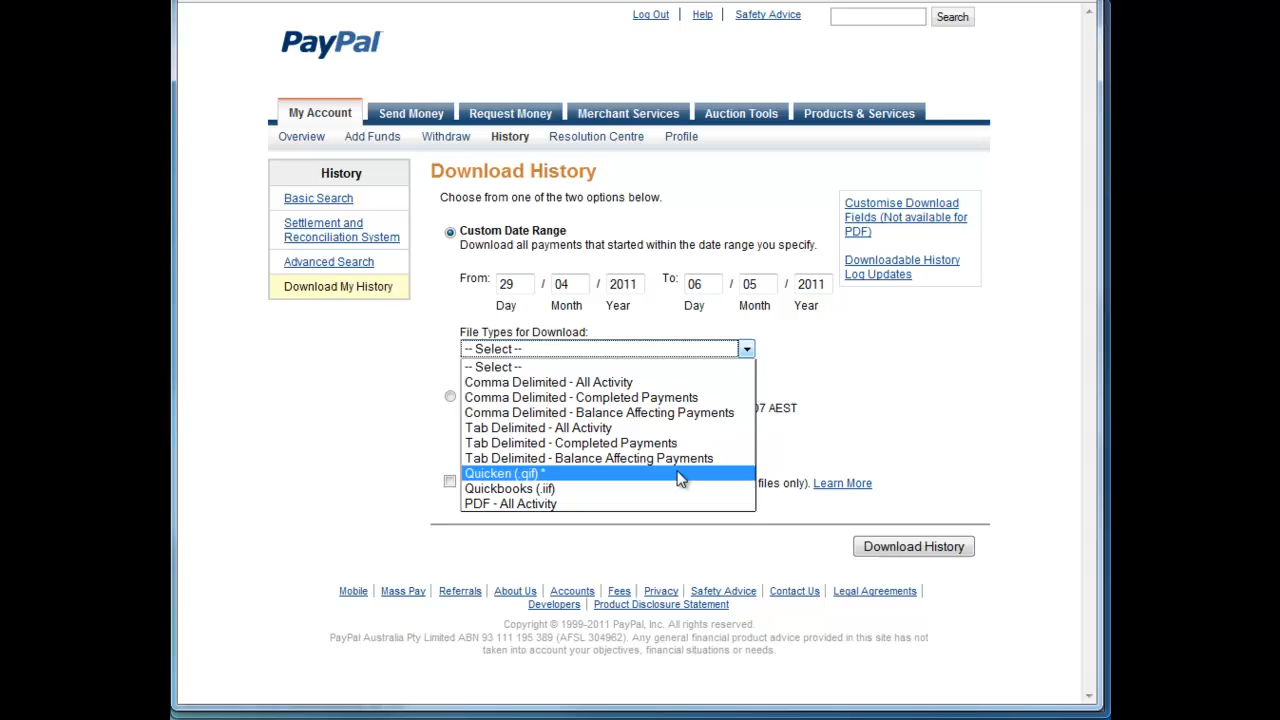 Log Out Help Safety Advice Search
PayPal
My Account Send Money Request Money Merchant Services Auction Tools Products & Services
Overview Add Funds Withdraw History Resolution Centre Profile
History
Basic Search
Settlement and
Reconciliation System
Advanced Search
Download My History
Download History
Choose from one of the two options below.
Custom Date Range
Download all payments that started within the date range you specify.
From: 29 / 04 / 2011 To: 06 / 05 / 2011
Day Month Year Day Month Year
Customise Download
Fields (Not available for
PDF)
Downloadable History
Log Updates
File Types for Download:
-- Select --
-- Select --
Comma Delimited - All Activity
Comma Delimited - Completed Payments
Comma Delimited - Balance Affecting Payments
07 AEST
Tab Delimited - All Activity
Tab Delimited - Completed Payments
Tab Delimited - Balance Affecting Payments
Quicken (.qif) *
Quickbooks (.iif)
files only). Learn More
PDF - All Activity
Download History
Mobile Mass Pay Referrals About Us Accounts Fees Privacy Safety Advice Contact Us Legal Agreements
Developers Product Disclosure Statement
Copyright © 1999-2011 PayPal, Inc. All rights reserved.
PayPal Australia Pty Limited ABN 93 111 195 389 (AFSL 304962). Any general financial product advice provided in this site has not
taken into account your objectives, financial situations or needs.